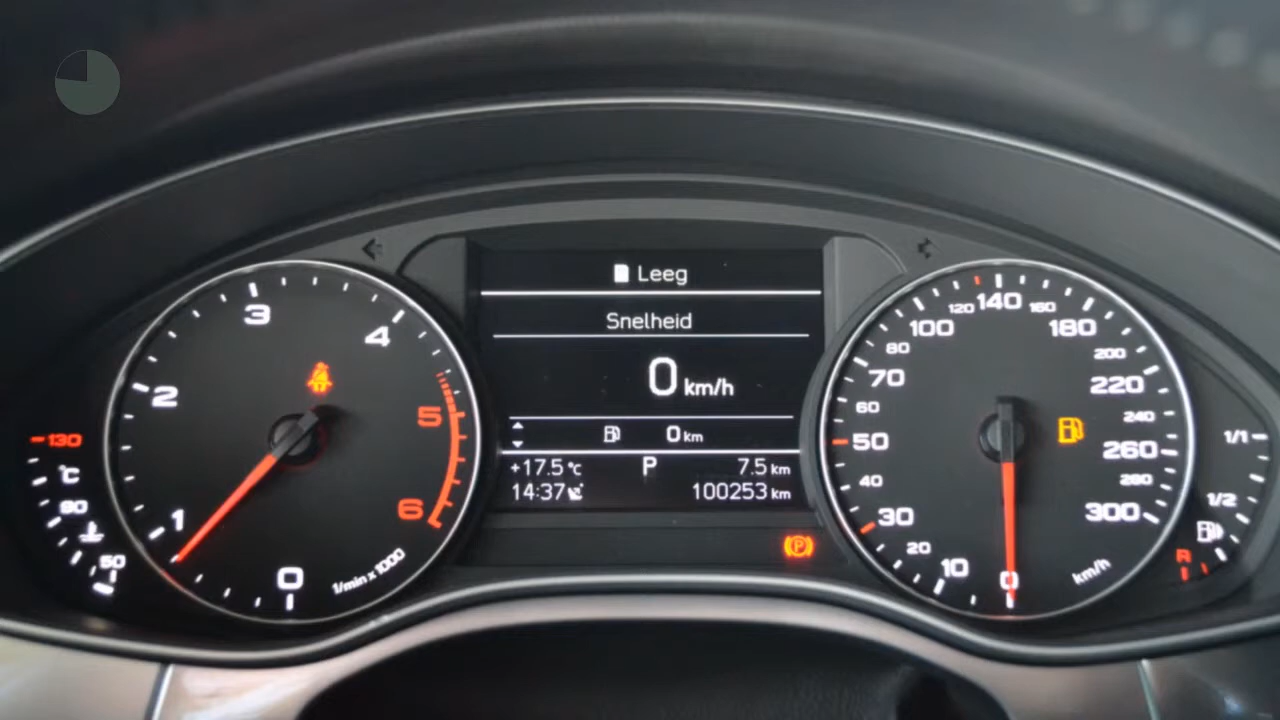 Leeg
Snelheid
0 km/h
0 km
+17.5 °C P 7.5 km
14:37 100253 km
0 1 2 3 4 5 6
1/min x 1000
130
°C
90
50
0 10 20 30 40 50 60 70 80 100 120 140 160 180 200 220 240 260 280 300
km/h
1/1
1/2
R
P